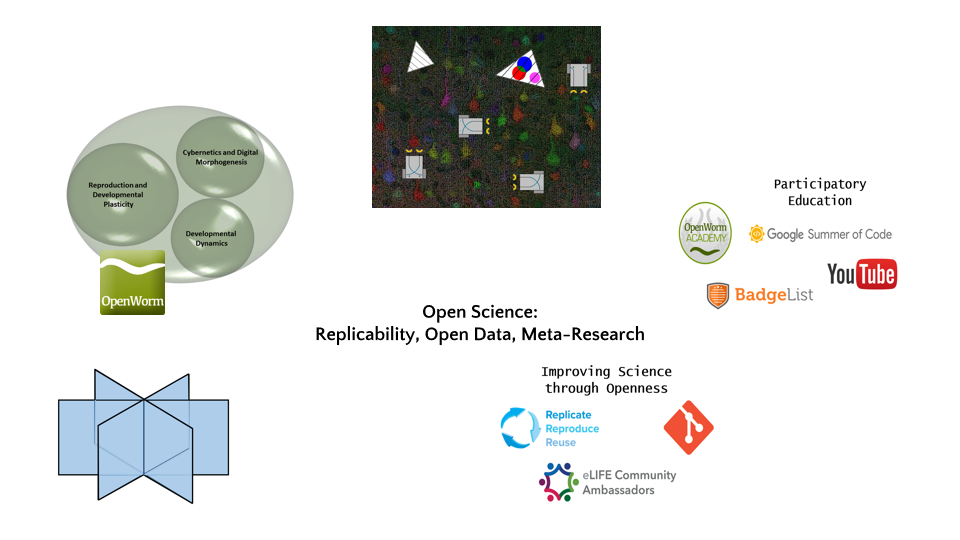 Cybernetics and Digital
Morphogenesis
Reproduction and
Developmental
Plasticity
Developmental
Dynamics
OpenWorm
Participatory
Education
OpenWorm
ACADEMY
Google Summer of Code
YouTube
BadgeList
Open Science:
Replicability, Open Data, Meta-Research
Improving Science
through Openness
Replicate
Reproduce
Reuse
eLIFE Community
Ambassadors